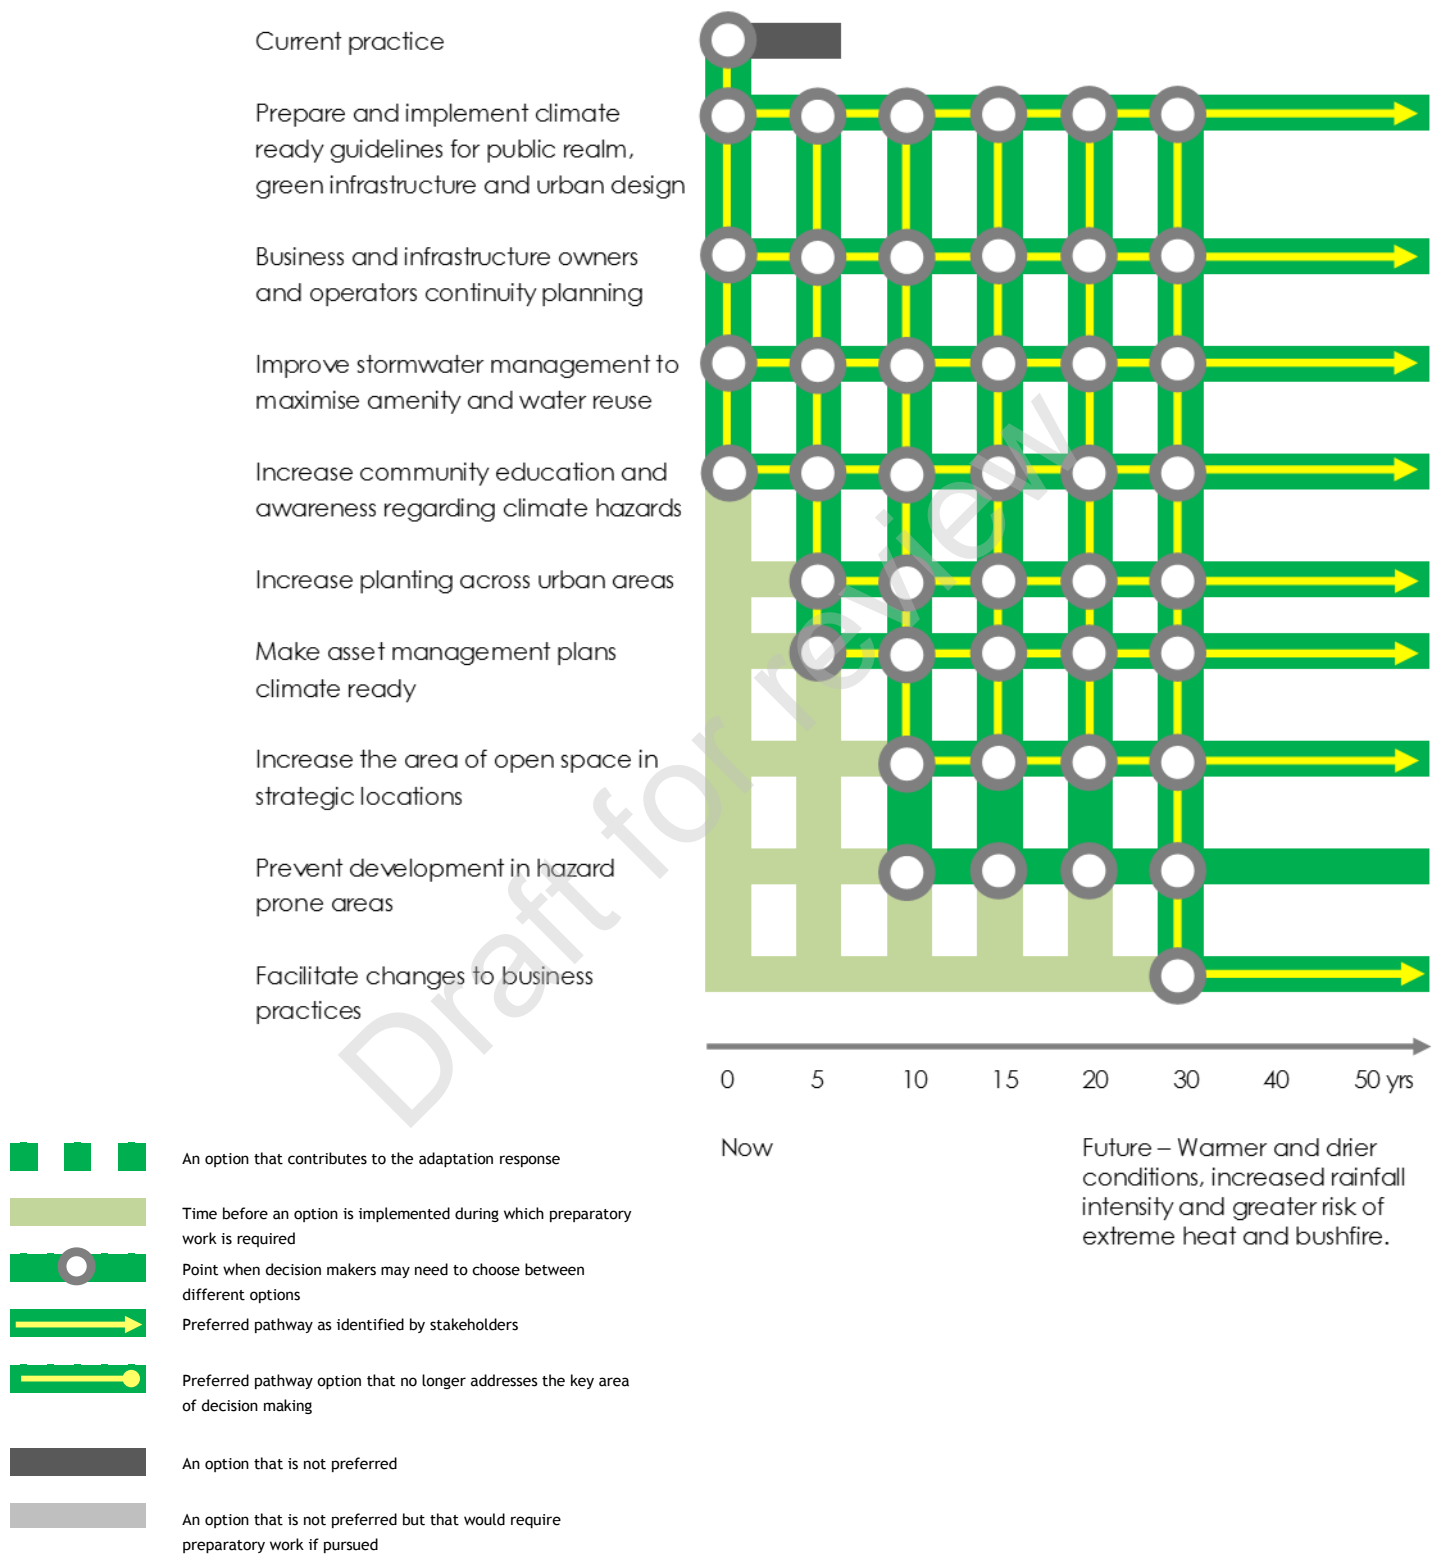 Current practice
Prepare and implement climate
ready guidelines for public realm,
green infrastructure and urban design
Business and infrastructure owners
and operators continuity planning
Improve stormwater management to
maximise amenity and water reuse
Increase community education and
awareness regarding climate hazards
Increase planting across urban areas
Make asset management plans
climate ready
Increase the area of open space in
strategic locations
Prevent development in hazard
prone areas
Facilitate changes to business
practices
Draft for review
0 5 10 15 20 30 40 50 yrs
Now
Future – Warmer and drier
conditions, increased rainfall
intensity and greater risk of
extreme heat and bushfire.
An option that contributes to the adaptation response
Time before an option is implemented during which preparatory
work is required
Point when decision makers may need to choose between
different options
Preferred pathway as identified by stakeholders
Preferred pathway option that no longer addresses the key area
of decision making
An option that is not preferred
An option that is not preferred but that would require
preparatory work if pursued